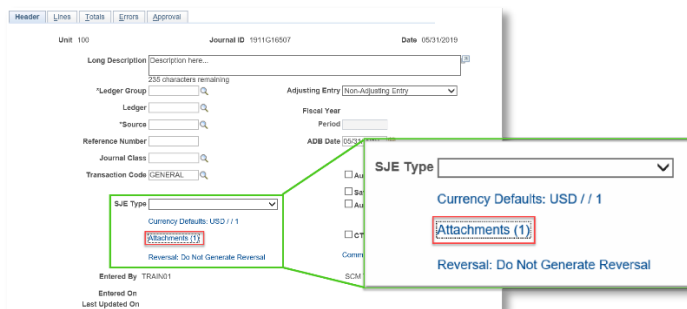 Header Lines Totals Errors Approval
Unit 100 Journal ID 1911G16507 Date 05/31/2019
Long Description Description here...
235 characters remaining
*Ledger Group Adjusting Entry Non-Adjusting Entry
Ledger Fiscal Year
*Source Period
Reference Number ADB Date 05/31/
Journal Class
Transaction Code GENERAL
SJE Type
Currency Defaults: USD / / 1
Attachments (1)
Reversal: Do Not Generate Reversal
Entered By TRAIN01 SCM
Entered On
Last Updated On
SJE Type
Currency Defaults: USD / / 1
Attachments (1)
Reversal: Do Not Generate Reversal